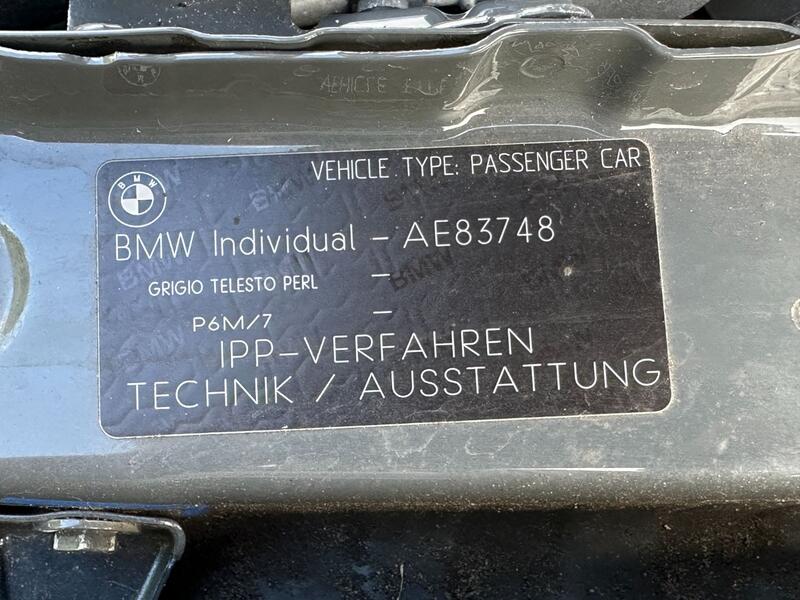 VEHICLE TYPE: PASSENGER CAR
BMW
BMW Individual - AE83748
GRIGIO TELESTO PERL -
P6M/7 -
IPP-VERFAHREN
TECHNIK / AUSSTATTUNG